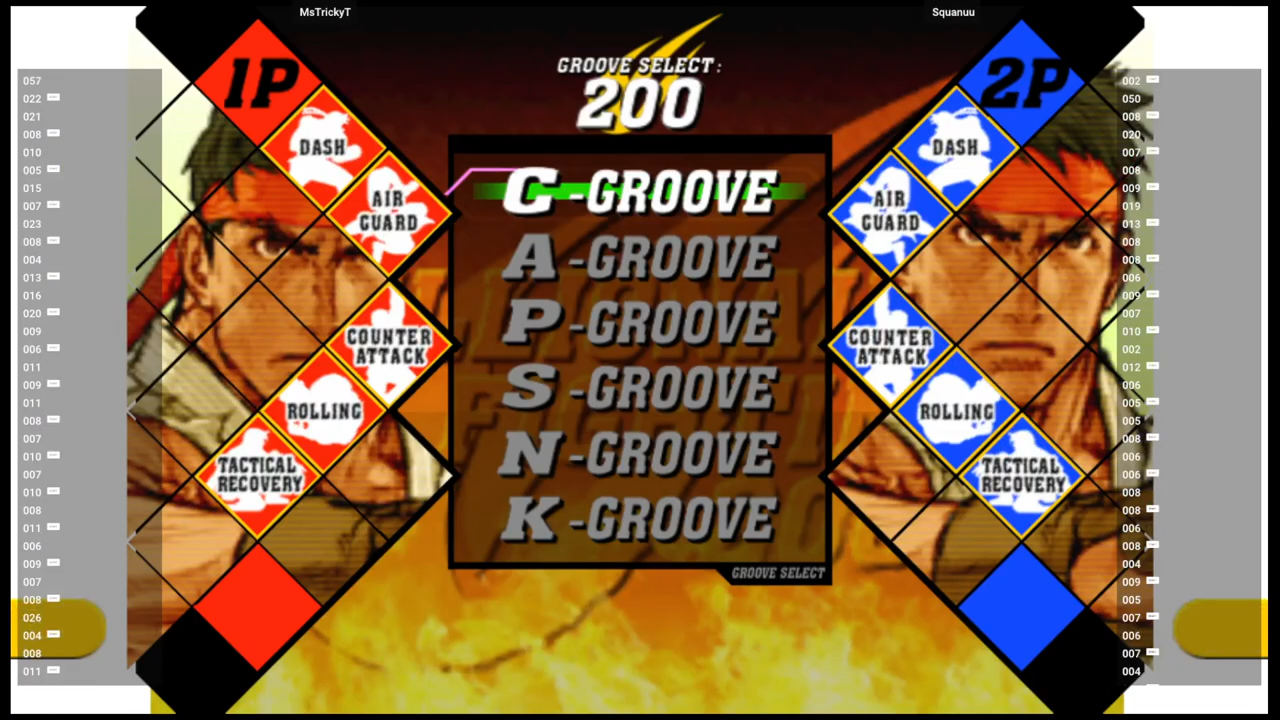 MsTrickyT
Squanuu
1P
GROOVE SELECT:
200
2P
DASH
AIR
GUARD
COUNTER
ATTACK
ROLLING
TACTICAL
RECOVERY
C-GROOVE
A-GROOVE
P-GROOVE
S-GROOVE
N-GROOVE
K-GROOVE
GROOVE SELECT
DASH
AIR
GUARD
COUNTER
ATTACK
ROLLING
TACTICAL
RECOVERY
057
022
021
008
010
005
015
007
023
008
004
013
016
020
009
006
011
009
011
008
007
010
007
010
008
011
006
009
007
008
026
004
008
011
002
050
008
020
007
008
009
019
013
008
008
006
009
007
010
002
012
006
005
005
008
006
006
008
008
006
008
004
009
005
007
006
007
004